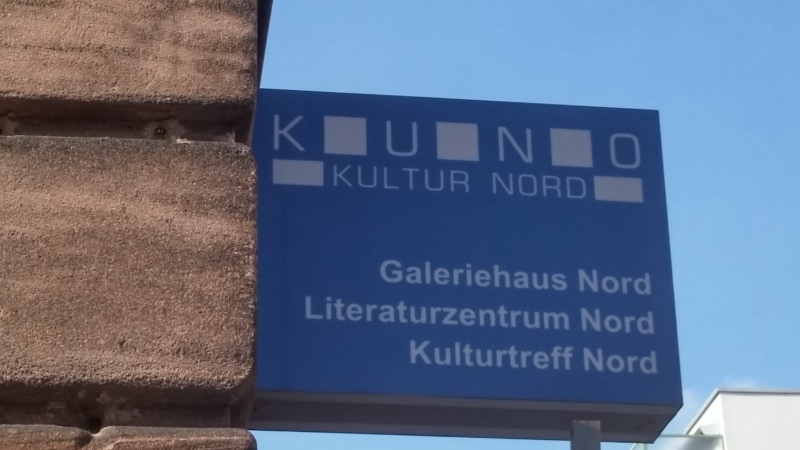 K U N O
KULTUR NORD
Galeriehaus Nord
Literaturzentrum Nord
Kulturtreff Nord